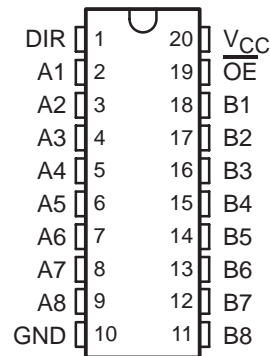 DIR 1 20 VCC
A1 2 19 OE
A2 3 18 B1
A3 4 17 B2
A4 5 16 B3
A5 6 15 B4
A6 7 14 B5
A7 8 13 B6
A8 9 12 B7
GND 10 11 B8